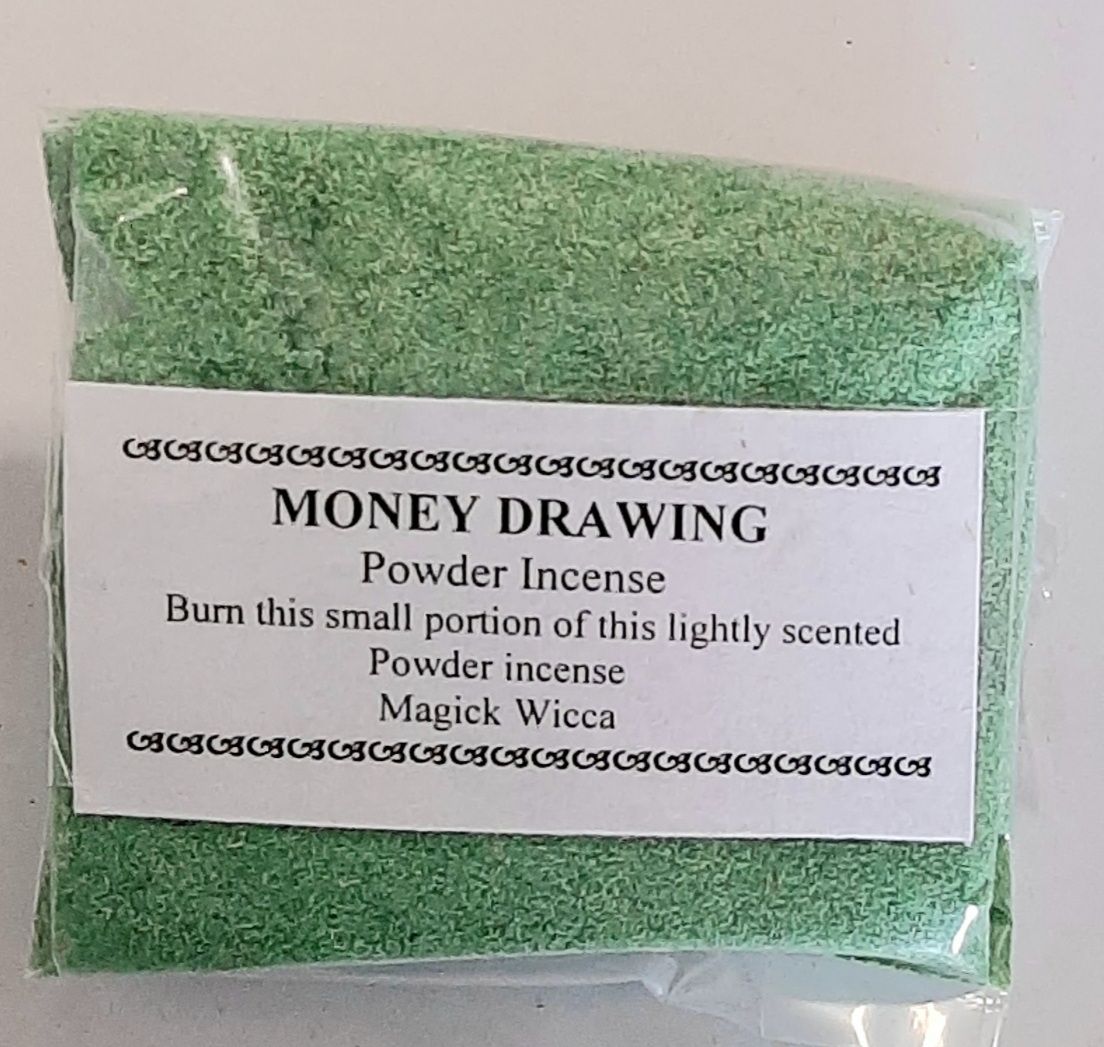 MONEY DRAWING
Powder Incense
Burn this small portion of this lightly scented
Powder incense
Magick Wicca